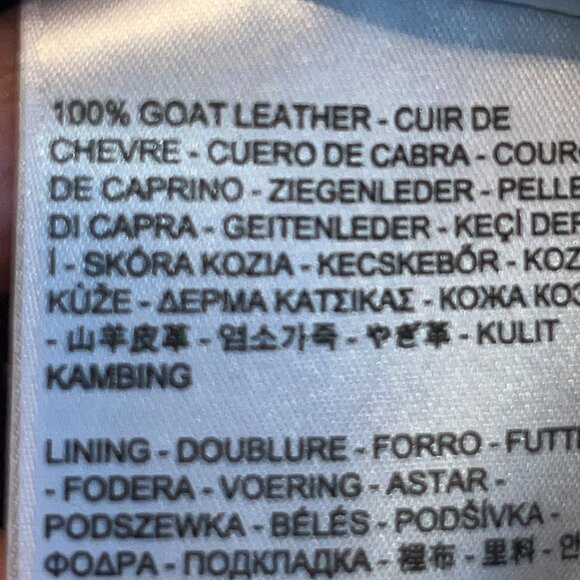 100% GOAT LEATHER - CUIR DE
CHEVRE - CUERO DE CABRA - COUR
DE CAPRINO - ZIEGENLEDER - PELLE
DI CAPRA - GEITENLEDER - KEÇİ DER
İ - SKÓRA KOZIA - KECSKEBŐR - KOZ
KŮŽE - ΔΕΡΜΑ ΚΑΤΣΙΚΑΣ - КОЖА КОЗ
- 山羊皮革 - 염소가죽 - やぎ革 - KULIT
KAMBING
LINING - DOUBLURE - FORRO - FUTT
- FODERA - VOERING - ASTAR -
PODSZEWKA - BÉLÉS - PODŠÍVKA -
ΦΟΔΡΑ - ПОДКЛАДКА - 裡布 - 里料 - 안